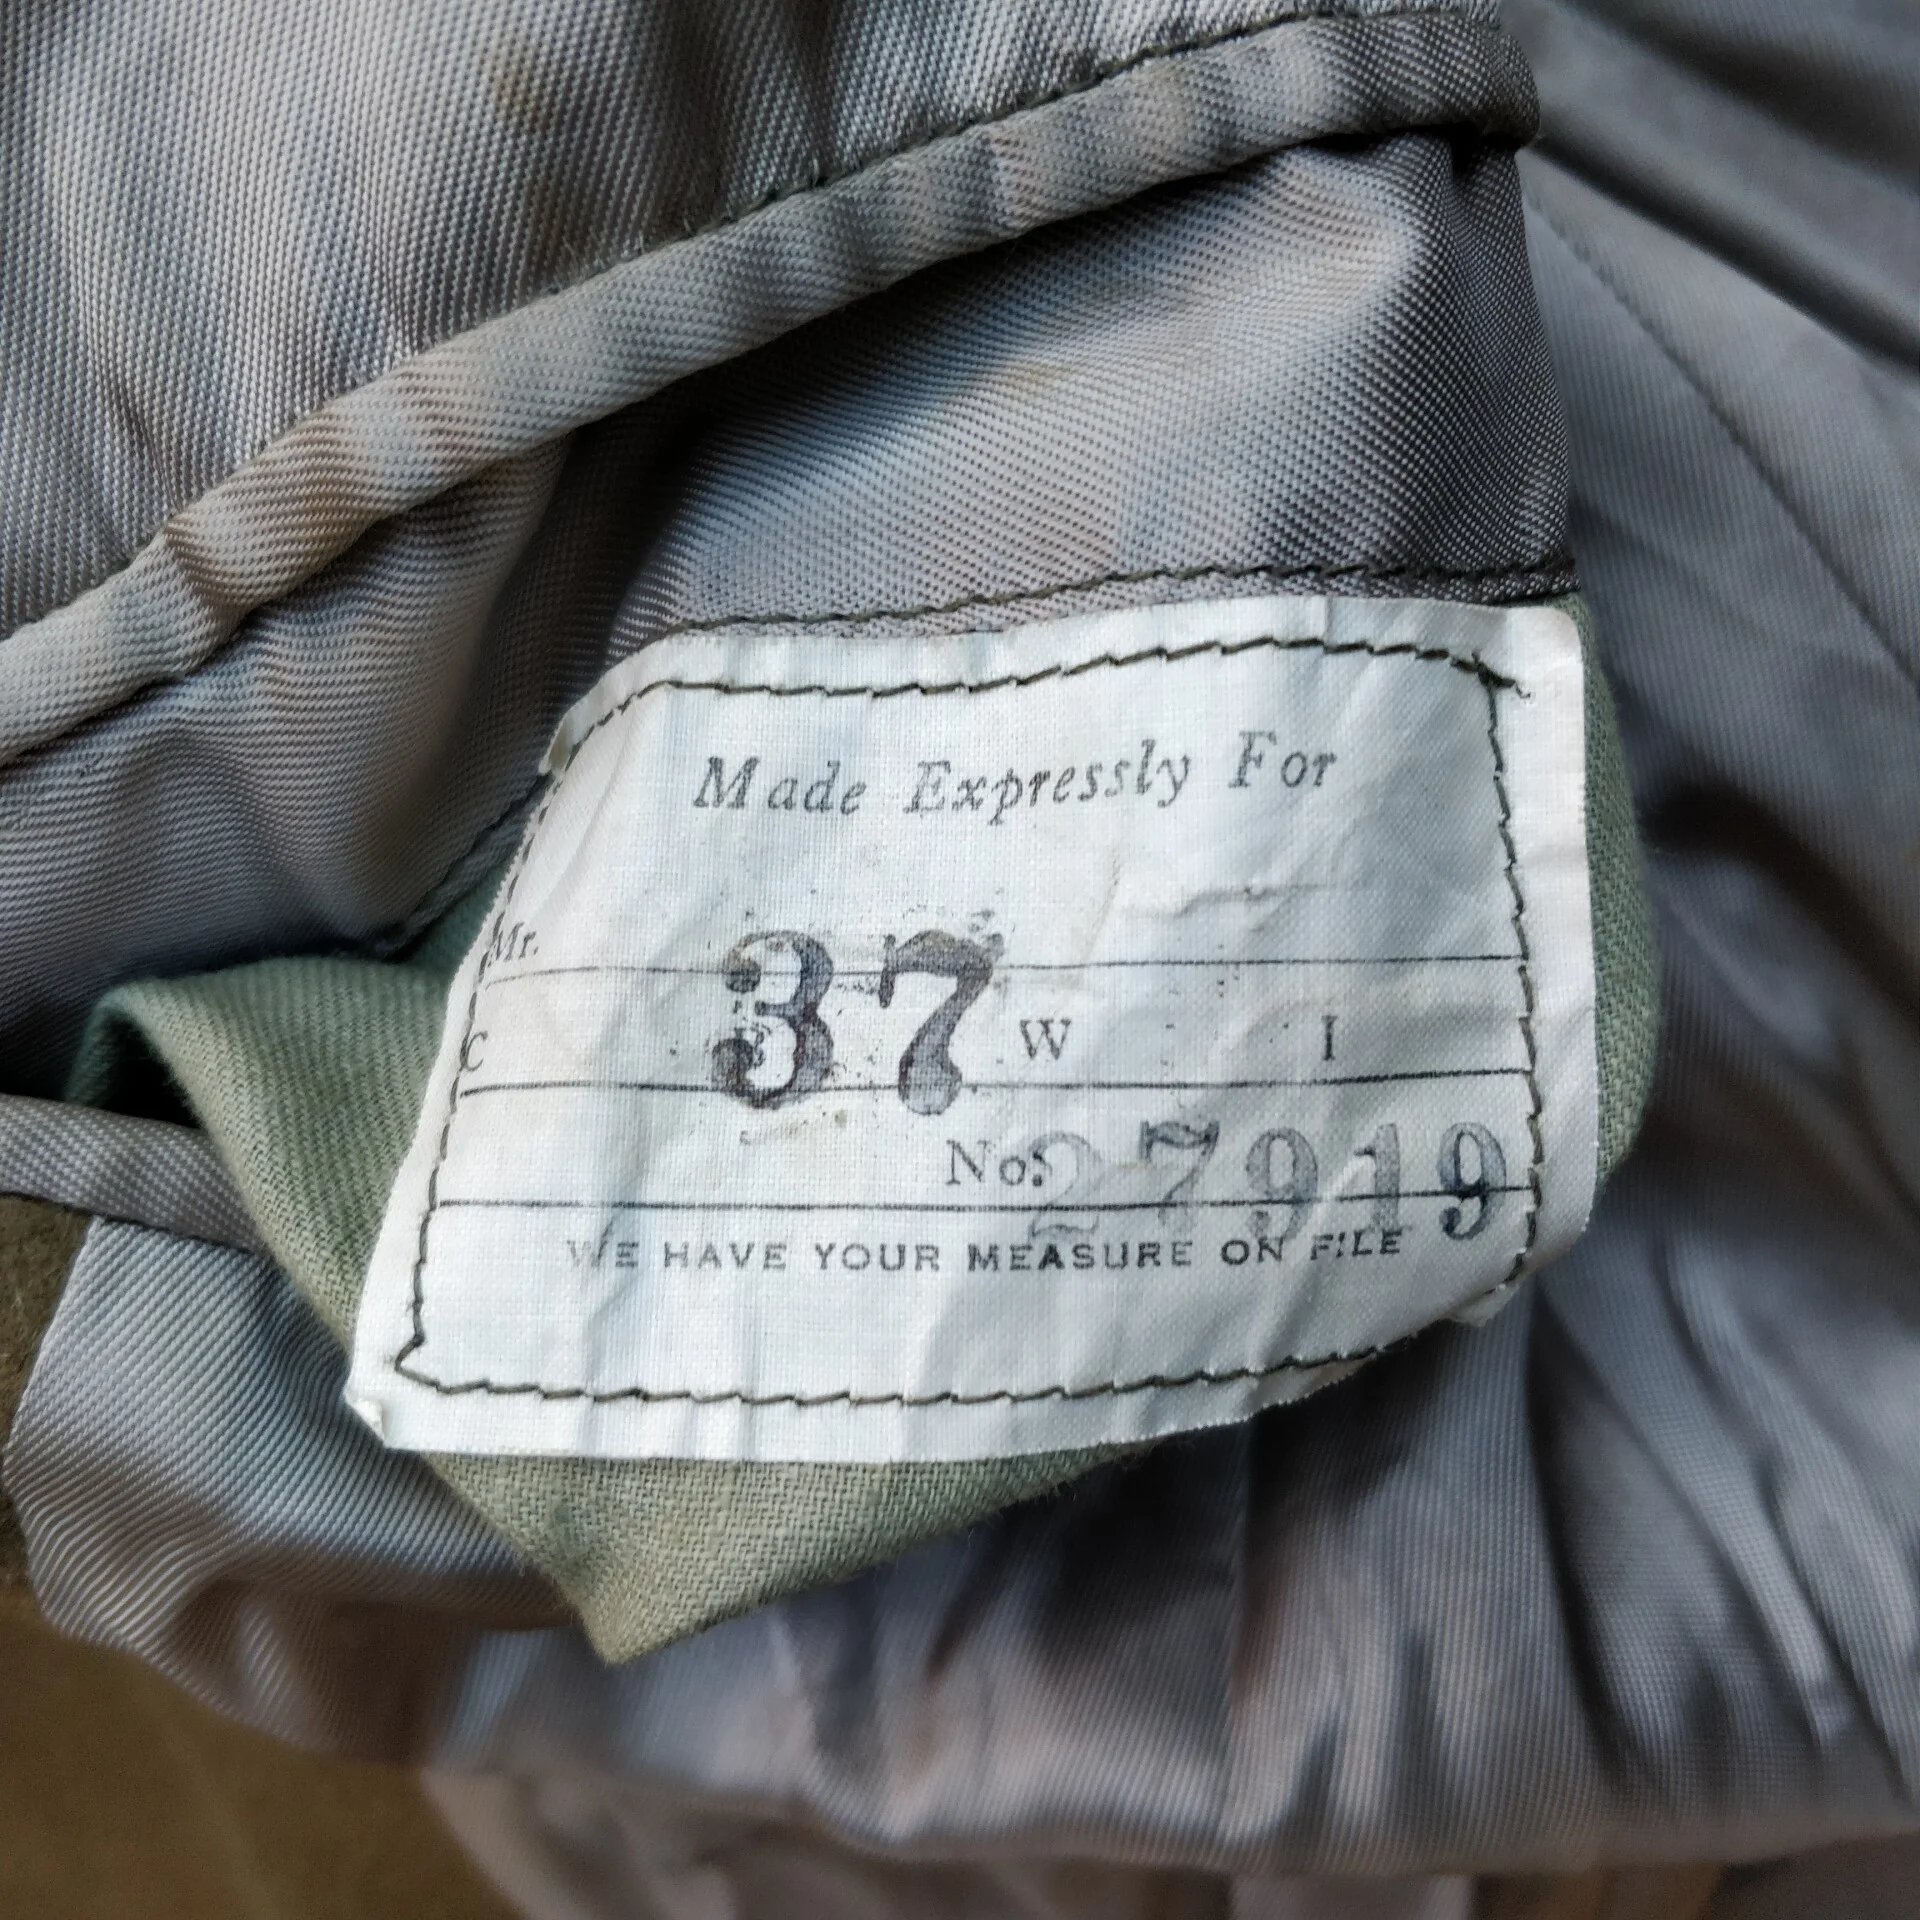 Made Expressly For
Mr.
C 37 W I
No. 27919
WE HAVE YOUR MEASURE ON FILE